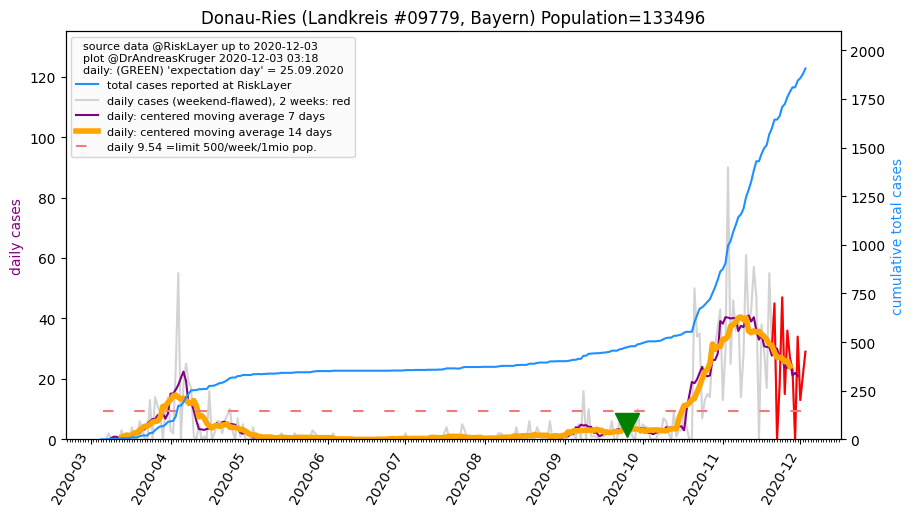 Donau-Ries (Landkreis #09779, Bayern) Population=133496
source data @RiskLayer up to 2020-12-03
plot @DrAndreasKruger 2020-12-03 03:18
daily: (GREEN) 'expectation day' = 25.09.2020
total cases reported at RiskLayer
daily cases (weekend-flawed), 2 weeks: red
daily: centered moving average 7 days
daily: centered moving average 14 days
daily 9.54 =limit 500/week/1mio pop.
daily cases
120
100
80
60
40
20
0
cumulative total cases
2000
1750
1500
1250
1000
750
500
250
0
2020-03
2020-04
2020-05
2020-06
2020-07
2020-08
2020-09
2020-10
2020-11
2020-12